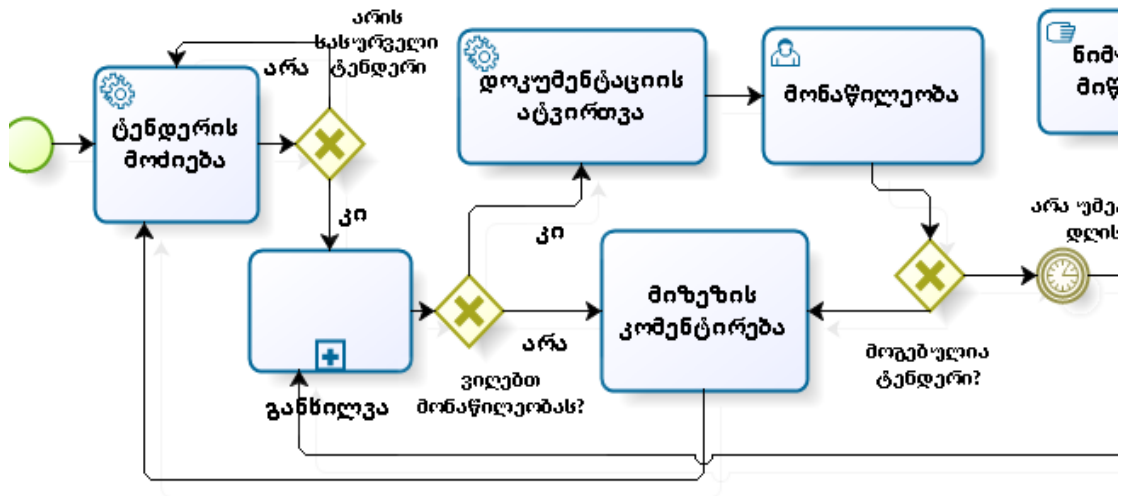 არის
სასურველი
ტენდერი
არა
ტენდერის
მოძიება
კი
განხილვა
დოკუმენტაციის
ატვირთვა
მონაწილეობა
კი
არა
ვიღებთ
მონაწილეობას?
მიზეზის
კომენტირება
მოგებულია
ტენდერი?
არა